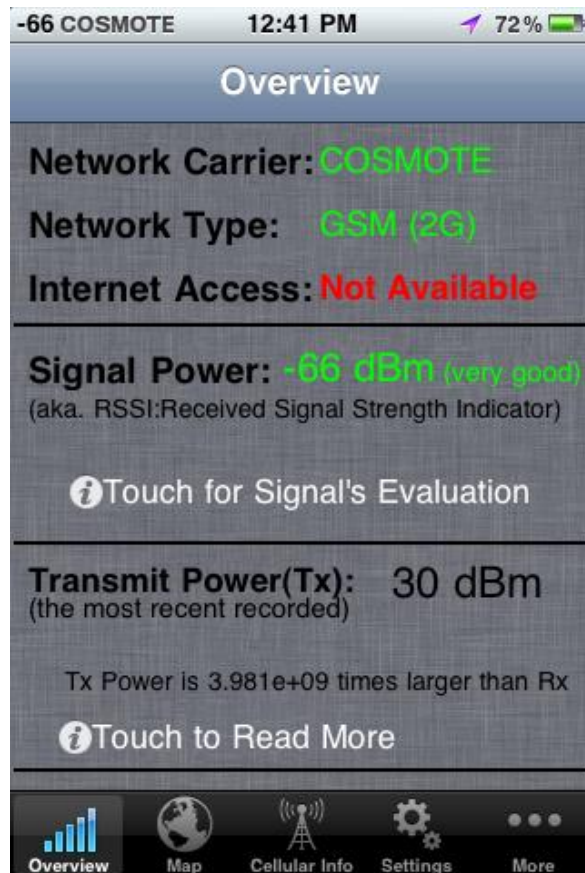 -66 COSMOTE 12:41 PM 72%
Overview
Network Carrier: COSMOTE
Network Type: GSM (2G)
Internet Access: Not Available
Signal Power: -66 dBm (very good)
(aka. RSSI:Received Signal Strength Indicator)
Touch for Signal's Evaluation
Transmit Power(Tx): 30 dBm
(the most recent recorded)
Tx Power is 3.981e+09 times larger than Rx
Touch to Read More
Overview Map Cellular Info Settings More